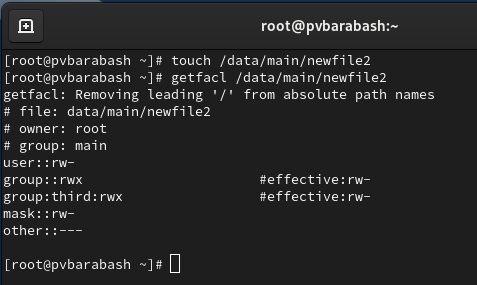 root@pvbarabash:~
[root@pvbarabash ~]# touch /data/main/newfile2
[root@pvbarabash ~]# getfacl /data/main/newfile2
getfacl: Removing leading '/' from absolute path names
# file: data/main/newfile2
# owner: root
# group: main
user::rw-
group::rwx                      #effective:rw-
group:third:rwx                 #effective:rw-
mask::rw-
other::---
[root@pvbarabash ~]#